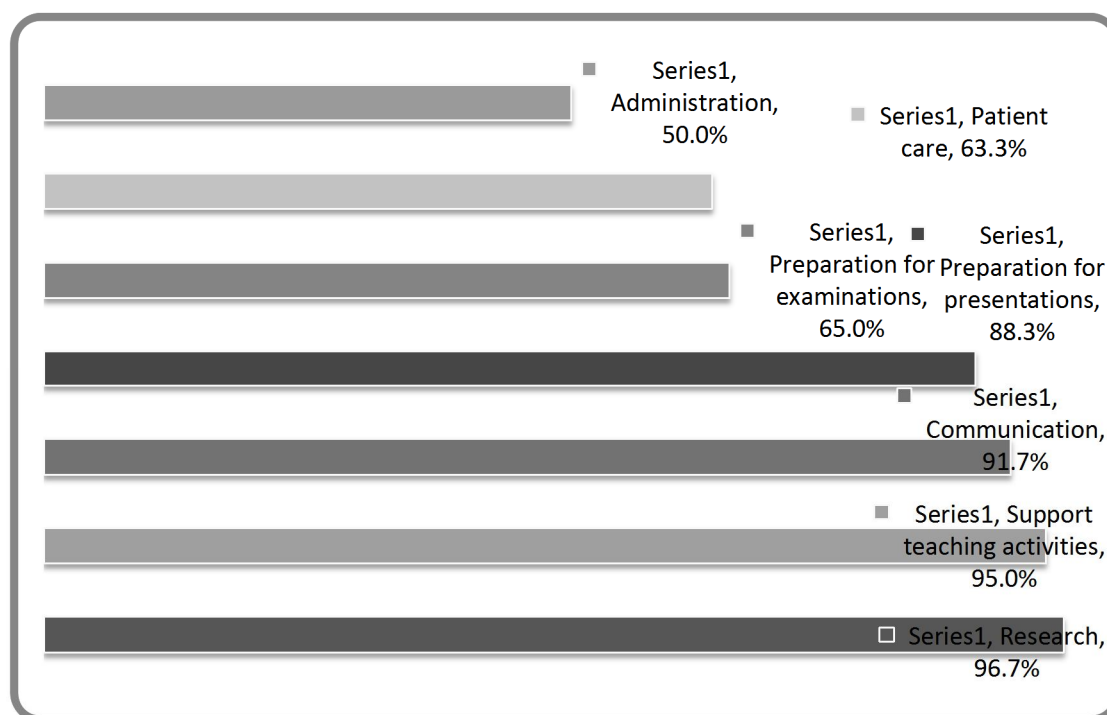 Series1,
Administration,
50.0%
Series1, Patient
care, 63.3%
Series1,
Preparation for
examinations,
65.0%
Series1,
Preparation for
presentations,
88.3%
Series1,
Communication,
91.7%
Series1, Support
teaching activities,
95.0%
Series1, Research,
96.7%